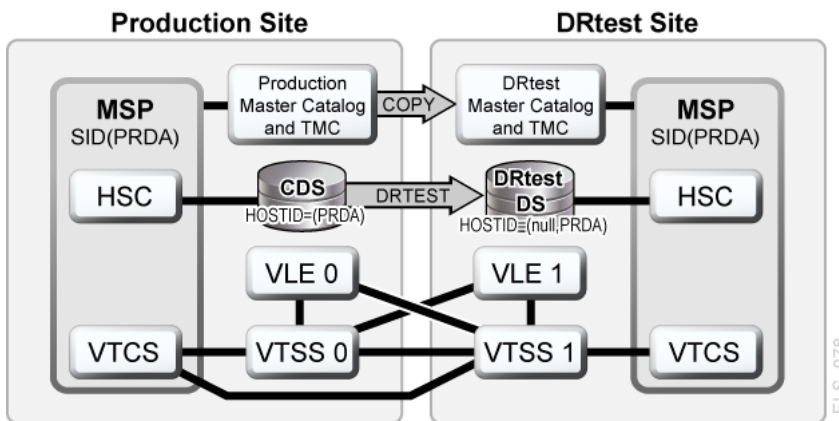 Production Site
DRtest Site
MSP
SID(PRDA)
Production
Master Catalog
and TMC
COPY
DRtest
Master Catalog
and TMC
MSP
SID(PRDA)
HSC
CDS
HOSTID=(PRDA)
DRTEST
DRtest
DS
HOSTID=(null,PRDA)
HSC
VLE 0
VLE 1
VTCS
VTSS 0
VTSS 1
VTCS